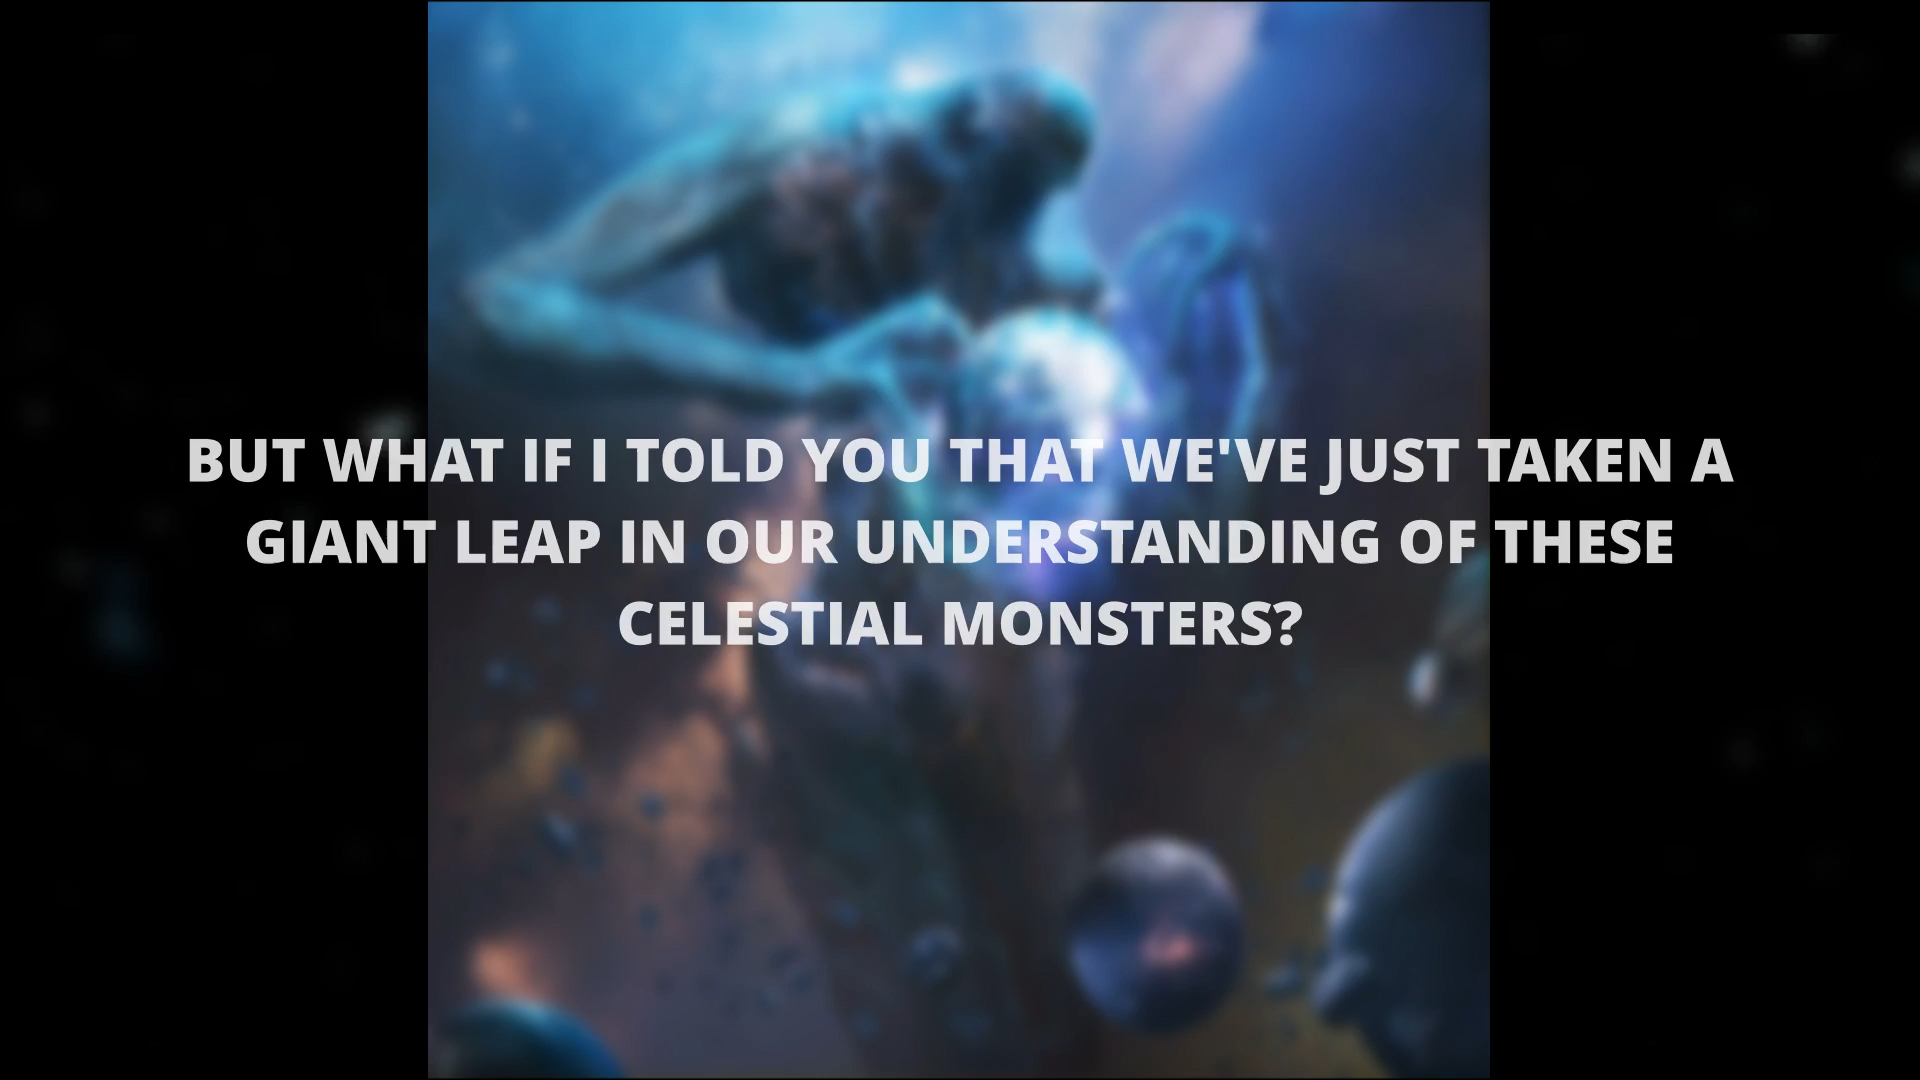 BUT WHAT IF I TOLD YOU THAT WE'VE JUST TAKEN A
GIANT LEAP IN OUR UNDERSTANDING OF THESE
CELESTIAL MONSTERS?